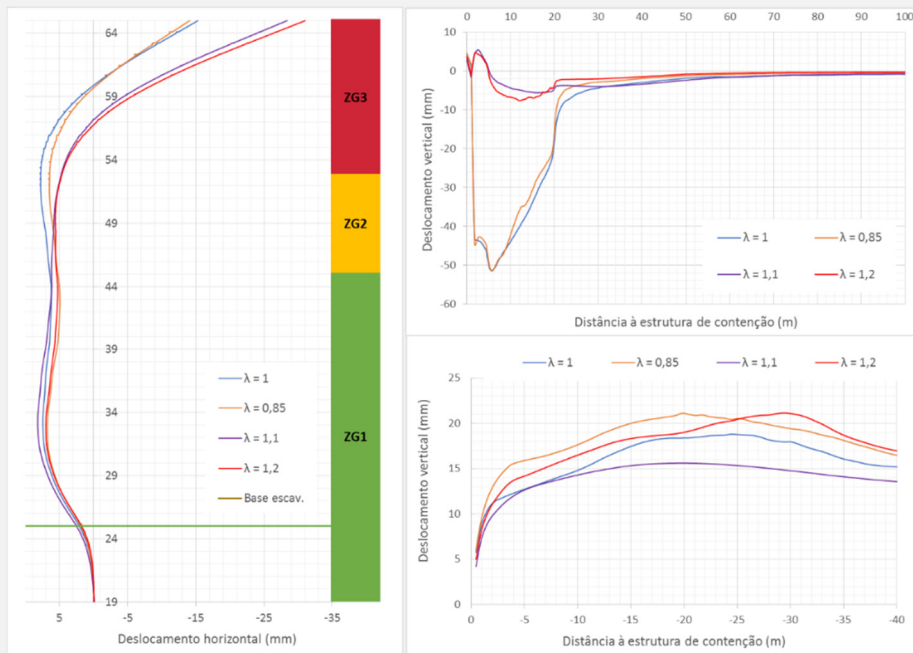 64
59
54
49
44
39
34
29
24
19
ZG3
ZG2
ZG1
λ = 1
λ = 0,85
λ = 1,1
λ = 1,2
Base escav.
5 -5 -15 -25 -35
Deslocamento horizontal (mm)
0 10 20 30 40 50 60 70 80 90 100
10
0
-10
-20
-30
-40
-50
-60
Deslocamento vertical (mm)
λ = 1 λ = 0,85
λ = 1,1 λ = 1,2
Distância à estrutura de contenção (m)
λ = 1 λ = 0,85 λ = 1,1 λ = 1,2
25
20
15
10
5
0
Deslocamento vertical (mm)
0 -5 -10 -15 -20 -25 -30 -35 -40
Distância à estrutura de contenção (m)